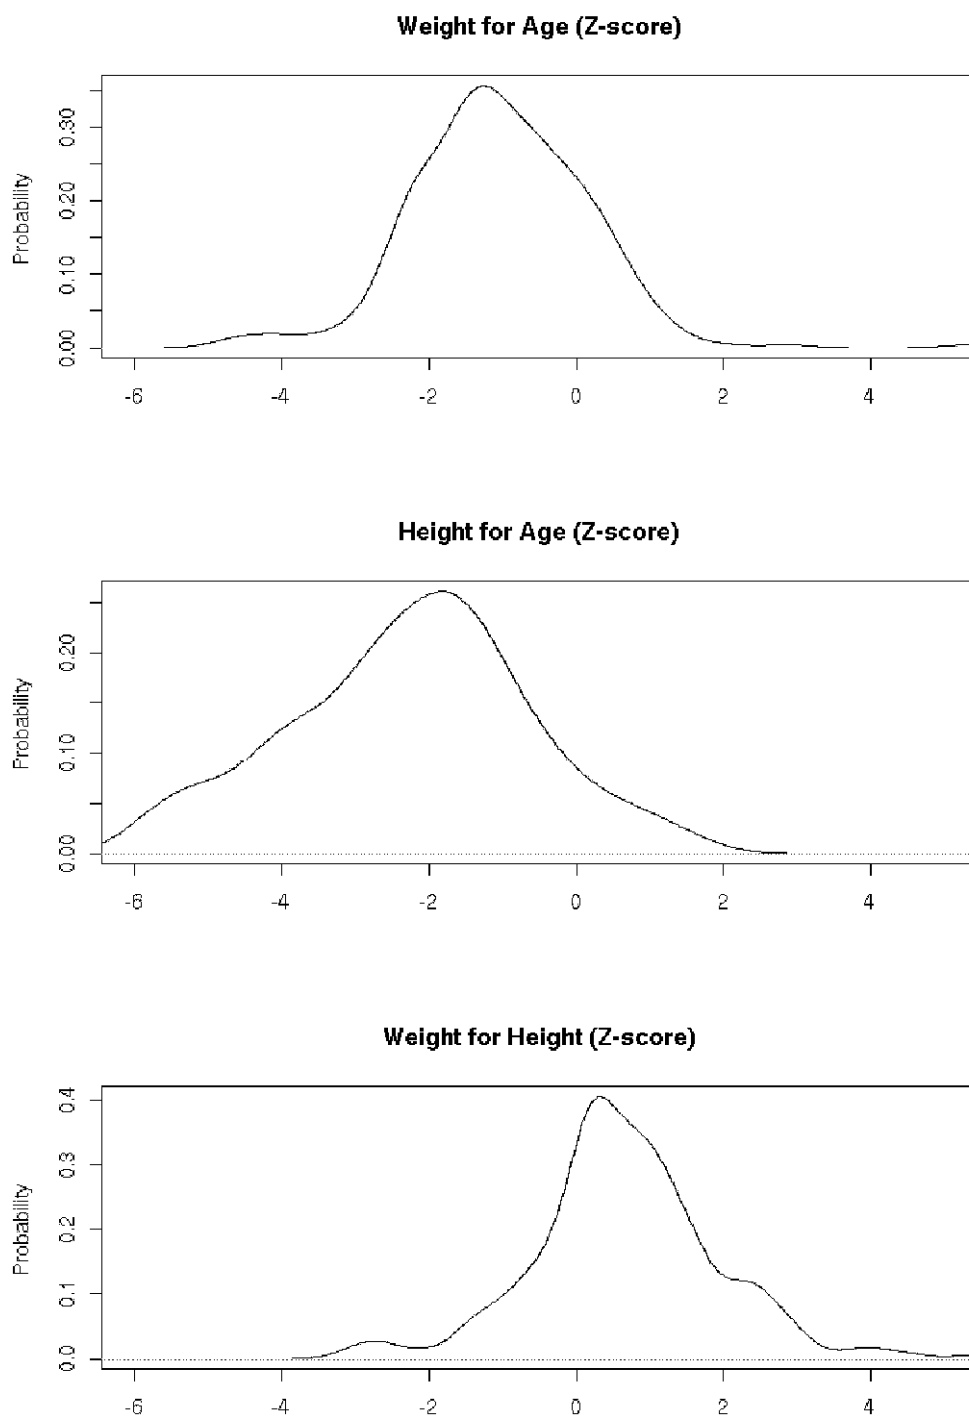 Weight for Age (Z-score)
Probability
0.30
0.20
0.10
0.00
-6 -4 -2 0 2 4
Height for Age (Z-score)
Probability
0.20
0.10
0.00
-6 -4 -2 0 2 4
Weight for Height (Z-score)
Probability
0.4
0.3
0.2
0.1
0.0
-6 -4 -2 0 2 4